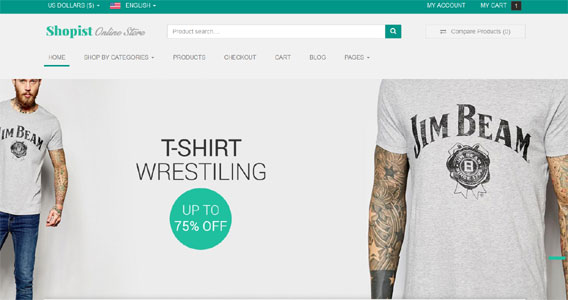 US DOLLARS ($) ENGLISH MY ACCOUNT MY CART 1
Shopist Online Store Product search... Compare Products (0)
HOME SHOP BY CATEGORIES PRODUCTS CHECKOUT CART BLOG PAGES
T-SHIRT
WRESTILING
UP TO
75% OFF
JIM BEAM
JIM BEAM
B